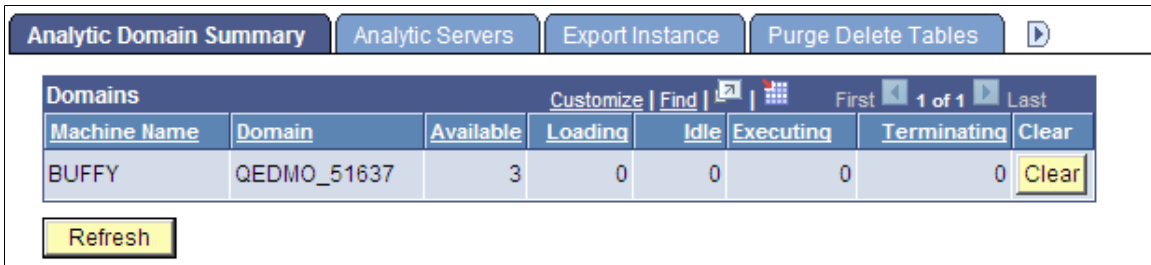 Analytic Domain Summary Analytic Servers Export Instance Purge Delete Tables
Domains Customize | Find | | First 1 of 1 Last
Machine Name Domain Available Loading Idle Executing Terminating Clear
BUFFY QEDMO_51637 3 0 0 0 0 Clear
Refresh